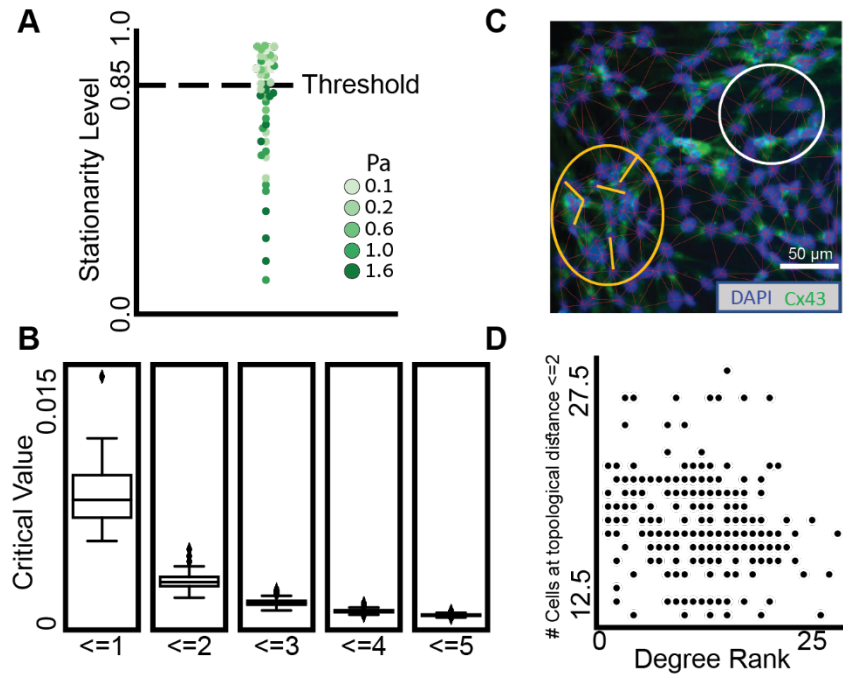 A
Stationarity Level
1.0
0.85
0.0
Threshold
Pa
0.1
0.2
0.6
1.0
1.6
B
Critical Value
0.015
0
<=1
<=2
<=3
<=4
<=5
C
50 µm
DAPI Cx43
D
# Cells at topological distance <=2
27.5
12.5
0
25
Degree Rank